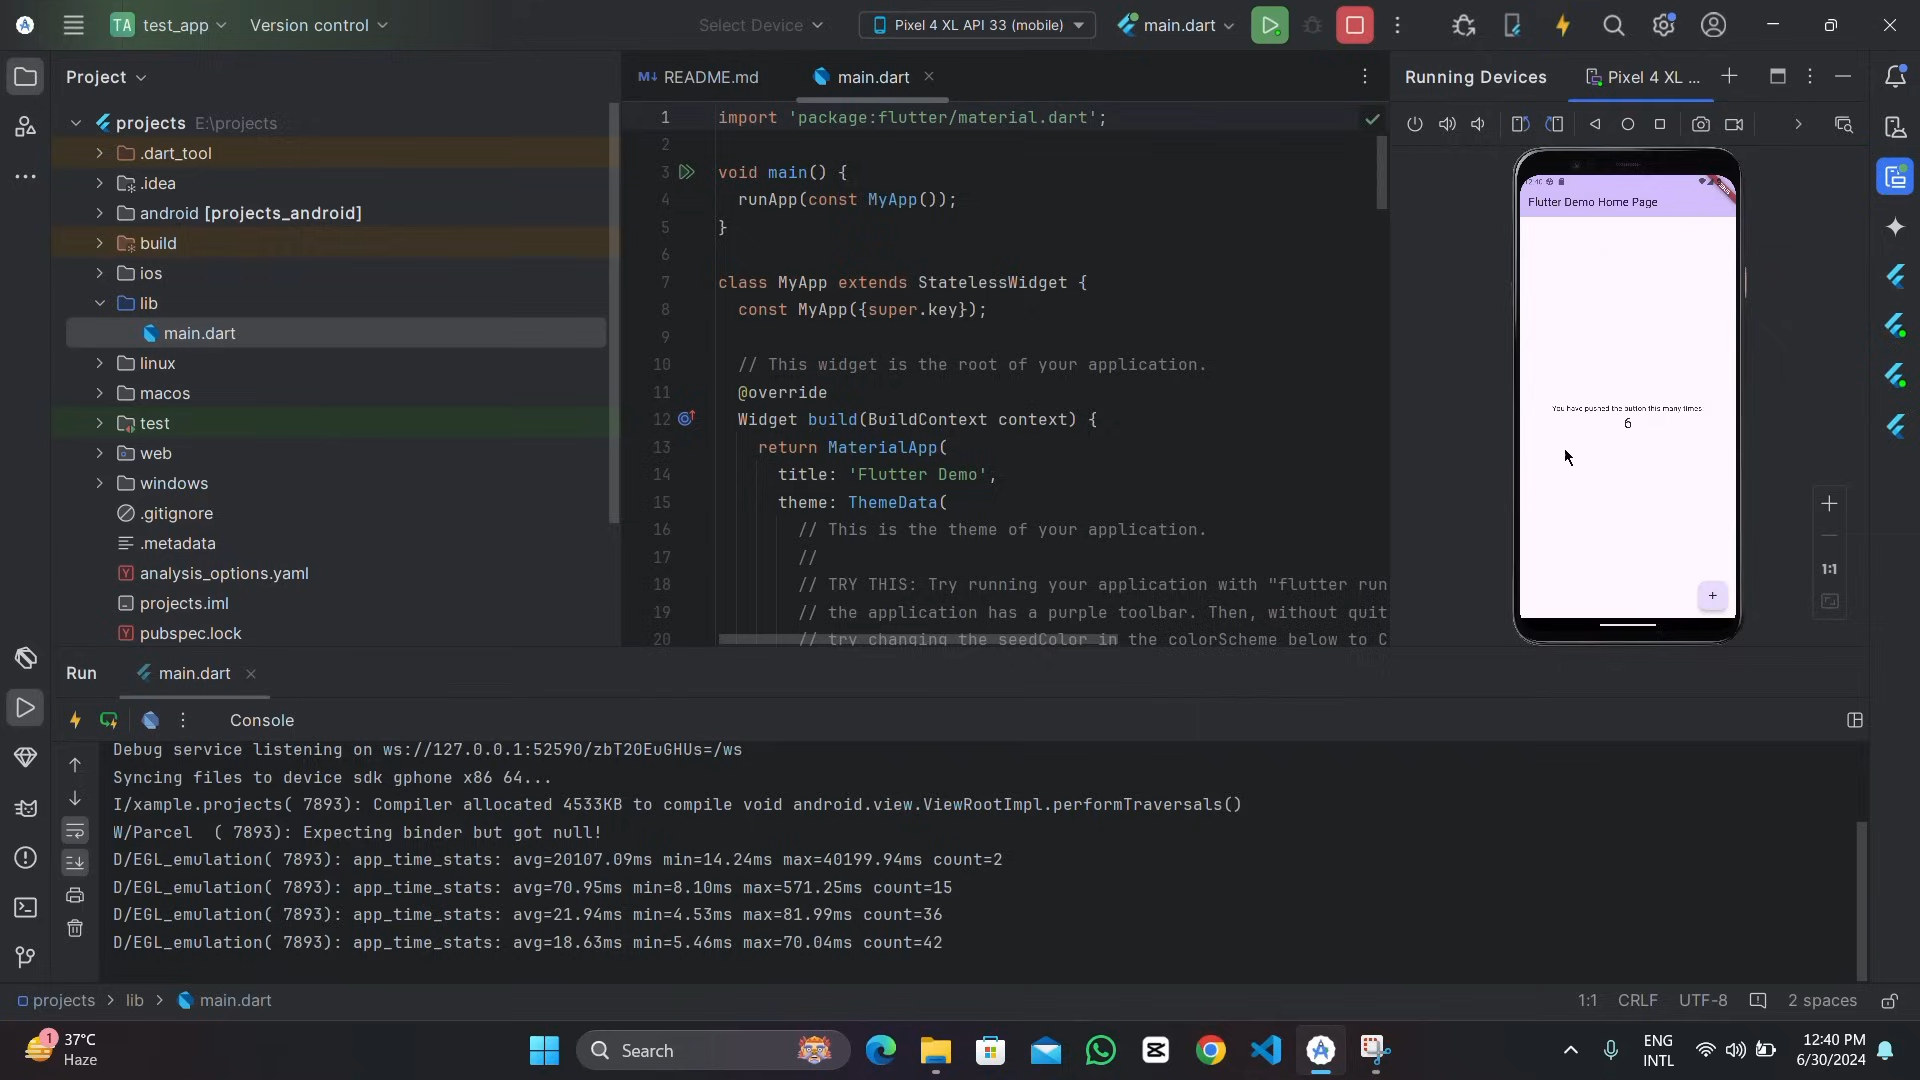 TA test_app
Version control
Select Device
Pixel 4 XL API 33 (mobile)
main.dart
Project
projects E:\projects
.dart_tool
.idea
android [projects_android]
build
ios
lib
main.dart
linux
macos
test
web
windows
.gitignore
.metadata
analysis_options.yaml
projects.iml
pubspec.lock
M↓ README.md
main.dart
1 import 'package:flutter/material.dart';
2
3 void main() {
4 runApp(const MyApp());
5 }
6
7 class MyApp extends StatelessWidget {
8 const MyApp({super.key});
9
10 // This widget is the root of your application.
11 @override
12 Widget build(BuildContext context) {
13 return MaterialApp(
14 title: 'Flutter Demo',
15 theme: ThemeData(
16 // This is the theme of your application.
17 //
18 // TRY THIS: Try running your application with "flutter run
19 // the application has a purple toolbar. Then, without quit
20 // try changing the seedColor in the colorScheme below to C
Running Devices
Pixel 4 XL ...
12:40
Flutter Demo Home Page
You have pushed the button this many times:
6
+
1:1
Run
main.dart
Console
Debug service listening on ws://127.0.0.1:52590/zbT20EuGHUs=/ws
Syncing files to device sdk gphone x86 64...
I/xample.projects( 7893): Compiler allocated 4533KB to compile void android.view.ViewRootImpl.performTraversals()
W/Parcel  ( 7893): Expecting binder but got null!
D/EGL_emulation( 7893): app_time_stats: avg=20107.09ms min=14.24ms max=40199.94ms count=2
D/EGL_emulation( 7893): app_time_stats: avg=70.95ms min=8.10ms max=571.25ms count=15
D/EGL_emulation( 7893): app_time_stats: avg=21.94ms min=4.53ms max=81.99ms count=36
D/EGL_emulation( 7893): app_time_stats: avg=18.63ms min=5.46ms max=70.04ms count=42
projects > lib > main.dart
1:1 CRLF UTF-8 2 spaces
1
37°C
Haze
Search
ENG
INTL
12:40 PM
6/30/2024